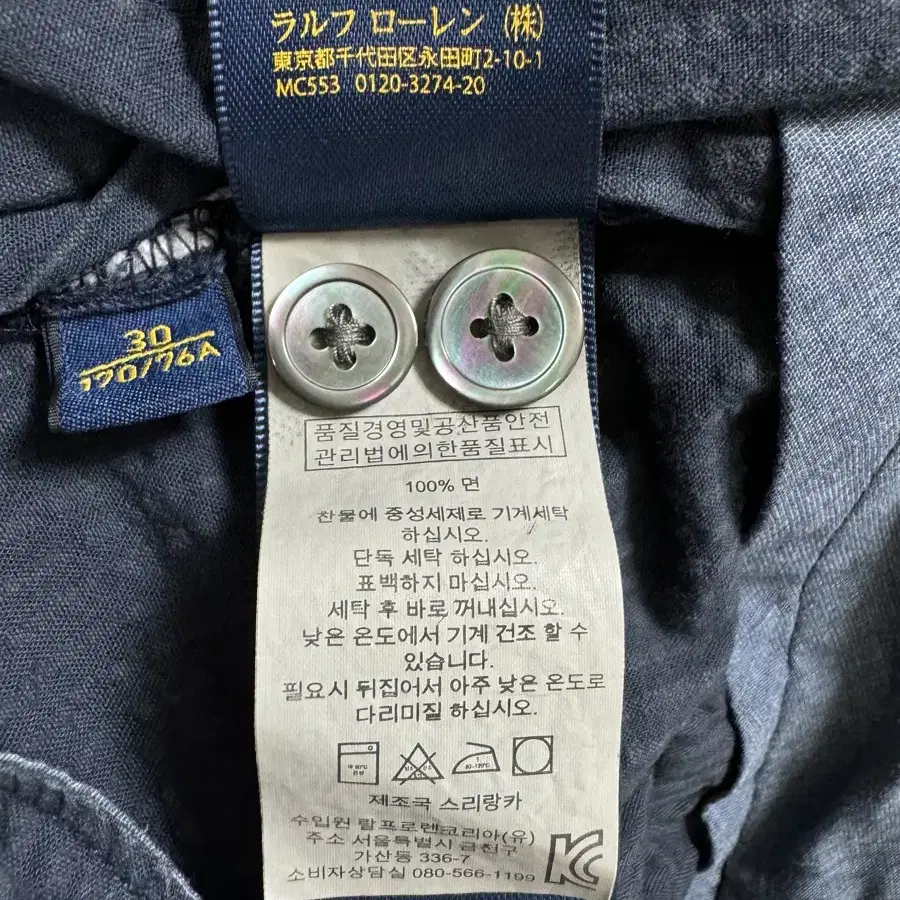 ラルフ ローレン (株)
東京都千代田区永田町2-10-1
MC553 0120-3274-20
30
170/76A
품질경영및공산품안전
관리법에의한품질표시
100% 면
찬물에 중성세제로 기계세탁
하십시오.
단독 세탁 하십시오.
표백하지 마십시오.
세탁 후 바로 꺼내십시오.
낮은 온도에서 기계 건조 할 수
있습니다.
필요시 뒤집어서 아주 낮은 온도로
다리미질 하십시오.
제조국 스리랑카
수입원 랄프로렌코리아(유)
주소 서울특별시 금천구
가산동 336-7
소비자상담실 080-566-1199
KC